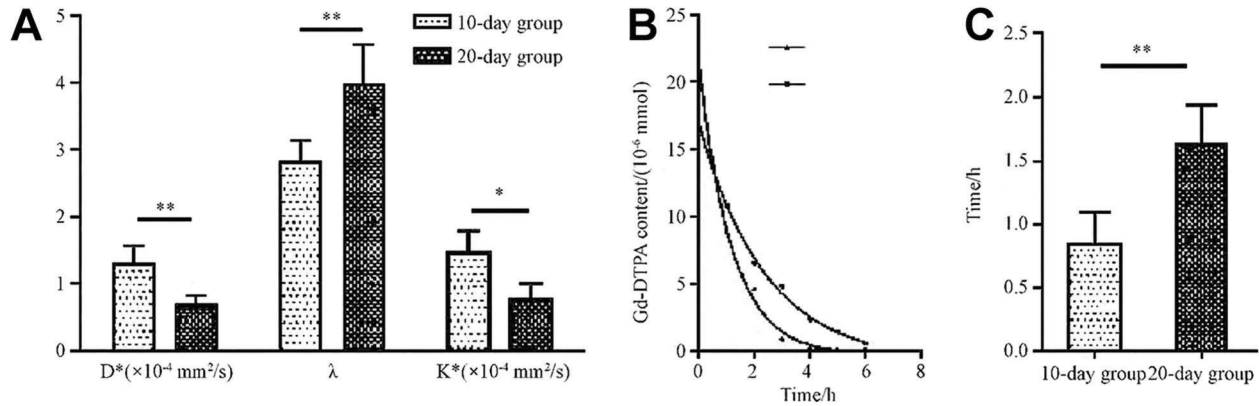 A
5
4
3
2
1
0
**
**
*
10-day group
20-day group
D*(×10⁻⁴ mm²/s)
λ
K*(×10⁻⁴ mm²/s)
B
Gd-DTPA content/(10⁻⁶ mmol)
25
20
15
10
5
0
0
2
4
6
8
Time/h
C
Time/h
2.5
2.0
1.5
1.0
0.5
0.0
**
10-day group
20-day group